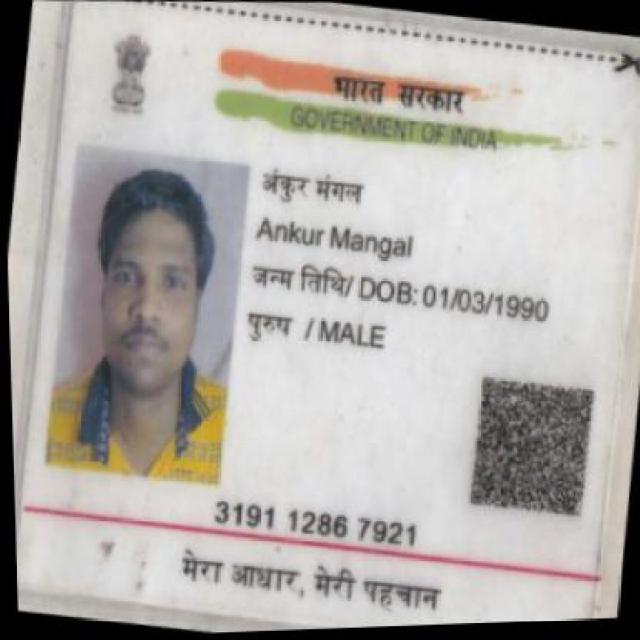 भारत सरकार
GOVERNMENT OF INDIA
अंकुर मंगल
Ankur Mangal
जन्म तिथि/ DOB: 01/03/1990
पुरुष / MALE
3191 1286 7921
मेरा आधार, मेरी पहचान